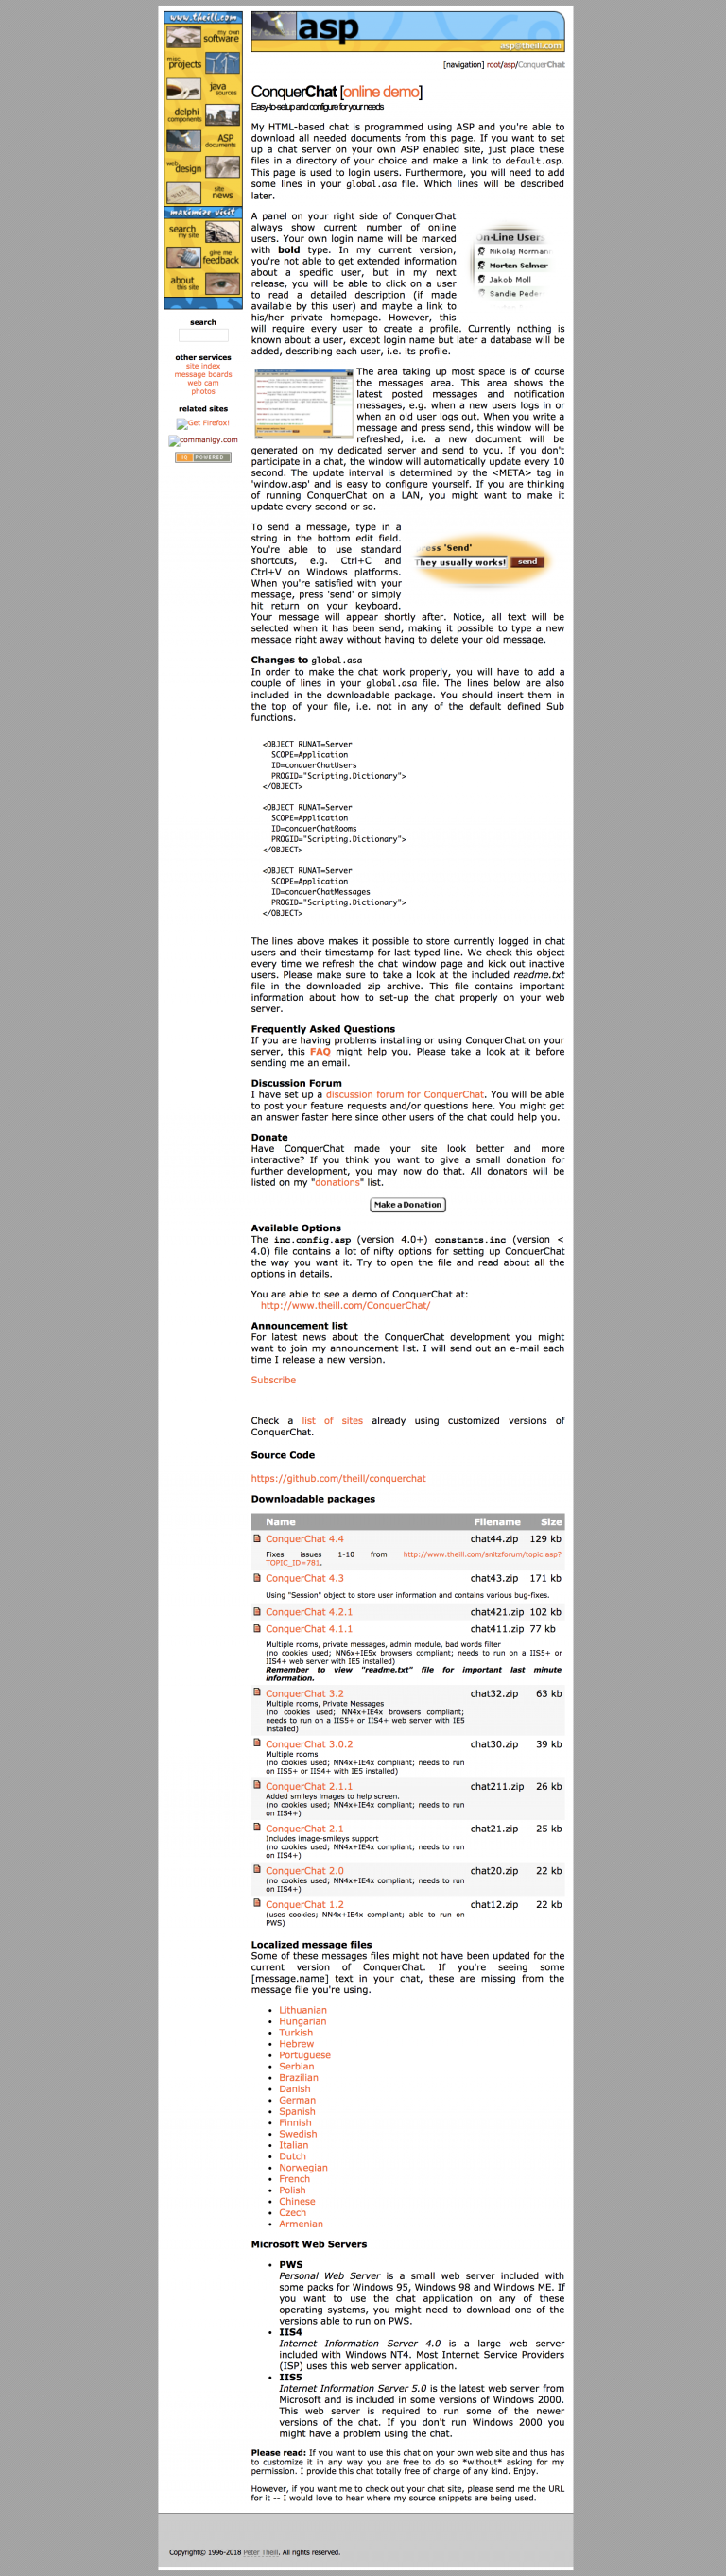 www.theill.com
my own
software
misc
projects
java
sources
delphi
components
ASP
documents
web
design
site
news
maximize visit
search
my site
give me
feedback
about
this site
search
other services
site index
message boards
web cam
photos
related sites
Get Firefox!
commanigy.com
POWERED
asp
asp@theill.com
[navigation] root/asp/ConquerChat
ConquerChat [online demo]
Easy-to-setup and configure for your needs
My HTML-based chat is programmed using ASP and you're able to
download all needed documents from this page. If you want to set
up a chat server on your own ASP enabled site, just place these
files in a directory of your choice and make a link to default.asp.
This page is used to login users. Furthermore, you will need to add
some lines in your global.asa file. Which lines will be described
later.
A panel on your right side of ConquerChat
always show current number of online
users. Your own login name will be marked
with bold type. In my current version,
you're not able to get extended information
about a specific user, but in my next
release, you will be able to click on a user
to read a detailed description (if made
available by this user) and maybe a link to
his/her private homepage. However, this
will require every user to create a profile. Currently nothing is
known about a user, except login name but later a database will be
added, describing each user, i.e. its profile.
On-Line Users
Nikolaj Norman
Norten Selmer
Jakob Moll
Sandie Peder
The area taking up most space is of course
the messages area. This area shows the
latest posted messages and notification
messages, e.g. when a new users logs in or
when an old user logs out. When you write a
message and press send, this window will be
refreshed, i.e. a new document will be
generated on my dedicated server and send to you. If you don't
participate in a chat, the window will automatically update every 10
second. The update interval is determined by the <META> tag in
'window.asp' and is easy to configure yourself. If you are thinking
of running ConquerChat on a LAN, you might want to make it
update every second or so.
To send a message, type in a
string in the bottom edit field.
You're able to use standard
shortcuts, e.g. Ctrl+C and
Ctrl+V on Windows platforms.
When you're satisfied with your
message, press 'send' or simply
hit return on your keyboard.
Your message will appear shortly after. Notice, all text will be
selected when it has been send, making it possible to type a new
message right away without having to delete your old message.
press 'Send'
They usually works!
send
Changes to global.asa
In order to make the chat work properly, you will have to add a
couple of lines in your global.asa file. The lines below are also
included in the downloadable package. You should insert them in
the top of your file, i.e. not in any of the default defined Sub
functions.
<OBJECT RUNAT=Server
SCOPE=Application
ID=conquerChatUsers
PROGID="Scripting.Dictionary">
</OBJECT>
<OBJECT RUNAT=Server
SCOPE=Application
ID=conquerChatRooms
PROGID="Scripting.Dictionary">
</OBJECT>
<OBJECT RUNAT=Server
SCOPE=Application
ID=conquerChatMessages
PROGID="Scripting.Dictionary">
</OBJECT>
The lines above makes it possible to store currently logged in chat
users and their timestamp for last typed line. We check this object
every time we refresh the chat window page and kick out inactive
users. Please make sure to take a look at the included readme.txt
file in the downloaded zip archive. This file contains important
information about how to set-up the chat properly on your web
server.
Frequently Asked Questions
If you are having problems installing or using ConquerChat on your
server, this FAQ might help you. Please take a look at it before
sending me an email.
Discussion Forum
I have set up a discussion forum for ConquerChat. You will be able
to post your feature requests and/or questions here. You might get
an answer faster here since other users of the chat could help you.
Donate
Have ConquerChat made your site look better and more
interactive? If you think you want to give a small donation for
further development, you may now do that. All donators will be
listed on my "donations" list.
Make a Donation
Available Options
The inc.config.asp (version 4.0+) constants.inc (version <
4.0) file contains a lot of nifty options for setting up ConquerChat
the way you want it. Try to open the file and read about all the
options in details.
You are able to see a demo of ConquerChat at:
http://www.theill.com/ConquerChat/
Announcement list
For latest news about the ConquerChat development you might
want to join my announcement list. I will send out an e-mail each
time I release a new version.
Subscribe
Check a list of sites already using customized versions of
ConquerChat.
Source Code
https://github.com/theill/conquerchat
Downloadable packages
Name Filename Size
ConquerChat 4.4 chat44.zip 129 kb
Fixes issues 1-10 from http://www.theill.com/snitzforum/topic.asp?
TOPIC_ID=781.
ConquerChat 4.3 chat43.zip 171 kb
Using "Session" object to store user information and contains various bug-fixes.
ConquerChat 4.2.1 chat421.zip 102 kb
ConquerChat 4.1.1 chat411.zip 77 kb
Multiple rooms, private messages, admin module, bad words filter
(no cookies used; NN6x+IE5x browsers compliant; needs to run on a IIS5+ or
IIS4+ web server with IE5 installed)
Remember to view "readme.txt" file for important last minute
information.
ConquerChat 3.2 chat32.zip 63 kb
Multiple rooms, Private Messages
(no cookies used; NN4x+IE4x browsers compliant;
needs to run on a IIS5+ or IIS4+ web server with IE5
installed)
ConquerChat 3.0.2 chat30.zip 39 kb
Multiple rooms
(no cookies used; NN4x+IE4x compliant; needs to run
on IIS5+ or IIS4+ with IE5 installed)
ConquerChat 2.1.1 chat211.zip 26 kb
Added smileys images to help screen.
(no cookies used; NN4x+IE4x compliant; needs to run
on IIS4+)
ConquerChat 2.1 chat21.zip 25 kb
Includes image-smileys support
(no cookies used; NN4x+IE4x compliant; needs to run
on IIS4+)
ConquerChat 2.0 chat20.zip 22 kb
(no cookies used; NN4x+IE4x compliant; needs to run
on IIS4+)
ConquerChat 1.2 chat12.zip 22 kb
(uses cookies; NN4x+IE4x compliant; able to run on
PWS)
Localized message files
Some of these messages files might not have been updated for the
current version of ConquerChat. If you're seeing some
[message.name] text in your chat, these are missing from the
message file you're using.
Lithuanian
Hungarian
Turkish
Hebrew
Portuguese
Serbian
Brazilian
Danish
German
Spanish
Finnish
Swedish
Italian
Dutch
Norwegian
French
Polish
Chinese
Czech
Armenian
Microsoft Web Servers
PWS
Personal Web Server is a small web server included with
some packs for Windows 95, Windows 98 and Windows ME. If
you want to use the chat application on any of these
operating systems, you might need to download one of the
versions able to run on PWS.
IIS4
Internet Information Server 4.0 is a large web server
included with Windows NT4. Most Internet Service Providers
(ISP) uses this web server application.
IIS5
Internet Information Server 5.0 is the latest web server from
Microsoft and is included in some versions of Windows 2000.
This web server is required to run some of the newer
versions of the chat. If you don't run Windows 2000 you
might have a problem using the chat.
Please read: If you want to use this chat on your own web site and thus has
to customize it in any way you are free to do so *without* asking for my
permission. I provide this chat totally free of charge of any kind. Enjoy.
However, if you want me to check out your chat site, please send me the URL
for it -- I would love to hear where my source snippets are being used.
Copyright© 1996-2018 Peter Theill. All rights reserved.